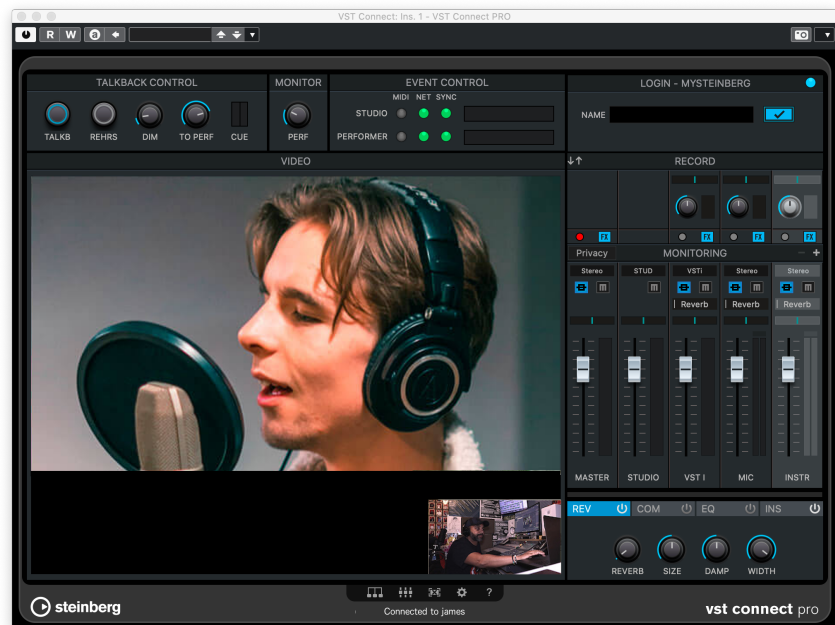 VST Connect: Ins. 1 - VST Connect PRO
R W a
TALKBACK CONTROL
TALKB REHRS DIM TO PERF CUE
MONITOR
PERF
EVENT CONTROL
MIDI NET SYNC
STUDIO
PERFORMER
LOGIN - MYSTEINBERG
NAME
VIDEO
RECORD
FX FX FX FX
Privacy MONITORING - +
Stereo STUD VSTi Stereo Stereo
m m m m m
Reverb Reverb Reverb
MASTER STUDIO VST I MIC INSTR
REV COM EQ INS
REVERB SIZE DAMP WIDTH
?
steinberg
Connected to james
vst connect pro